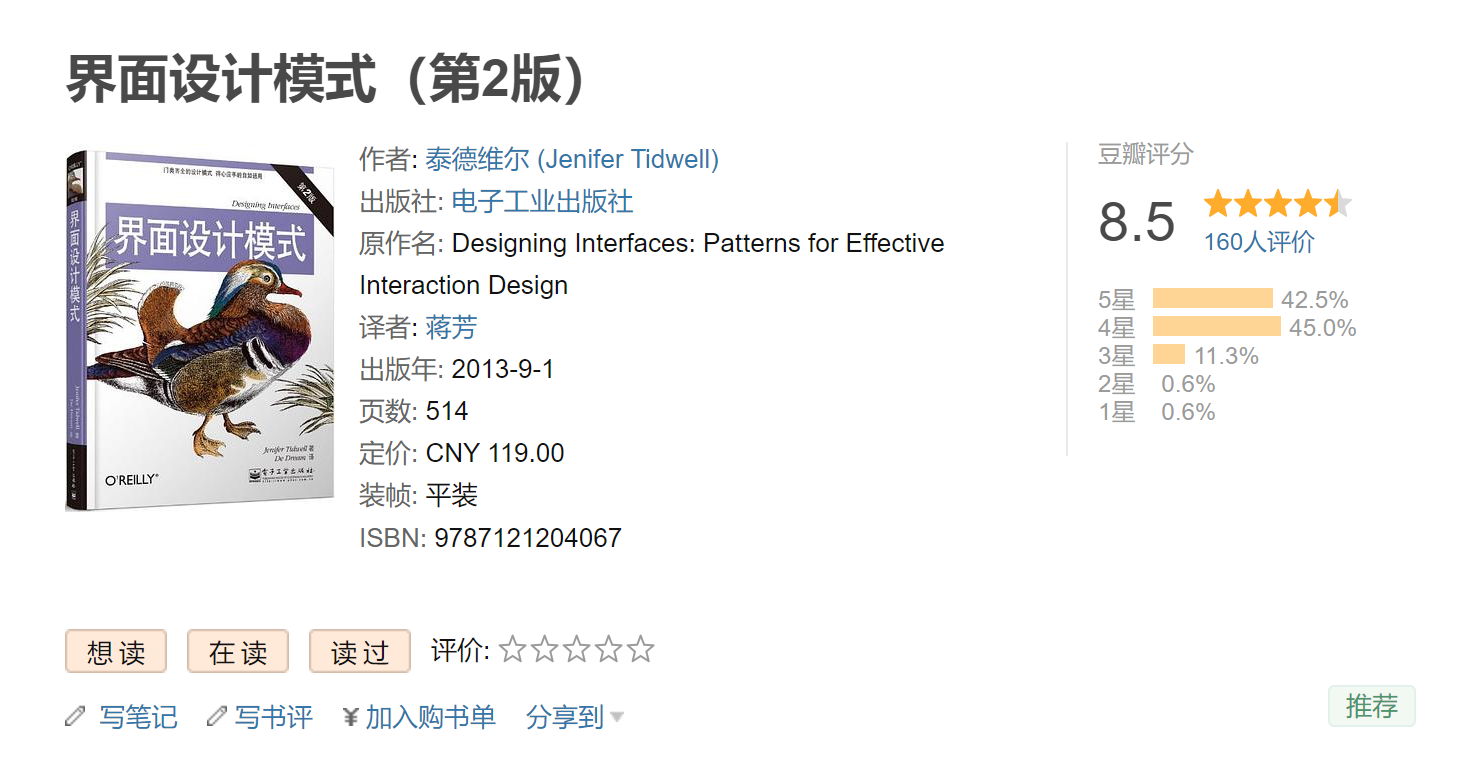 界面设计模式（第2版）
门类齐全的设计模式 得心应手的自如运用
第2版
Designing Interfaces
界面设计模式
界面设计模式
Jenifer Tidwell 著
De Dream 译
电子工业出版社
O'REILLY®
作者: 泰德维尔 (Jenifer Tidwell)
出版社: 电子工业出版社
原作名: Designing Interfaces: Patterns for Effective
Interaction Design
译者: 蒋芳
出版年: 2013-9-1
页数: 514
定价: CNY 119.00
装帧: 平装
ISBN: 9787121204067
豆瓣评分
8.5
160人评价
5星 42.5%
4星 45.0%
3星 11.3%
2星 0.6%
1星 0.6%
想读 在读 读过 评价:
写笔记 写书评 ¥ 加入购书单 分享到
推荐